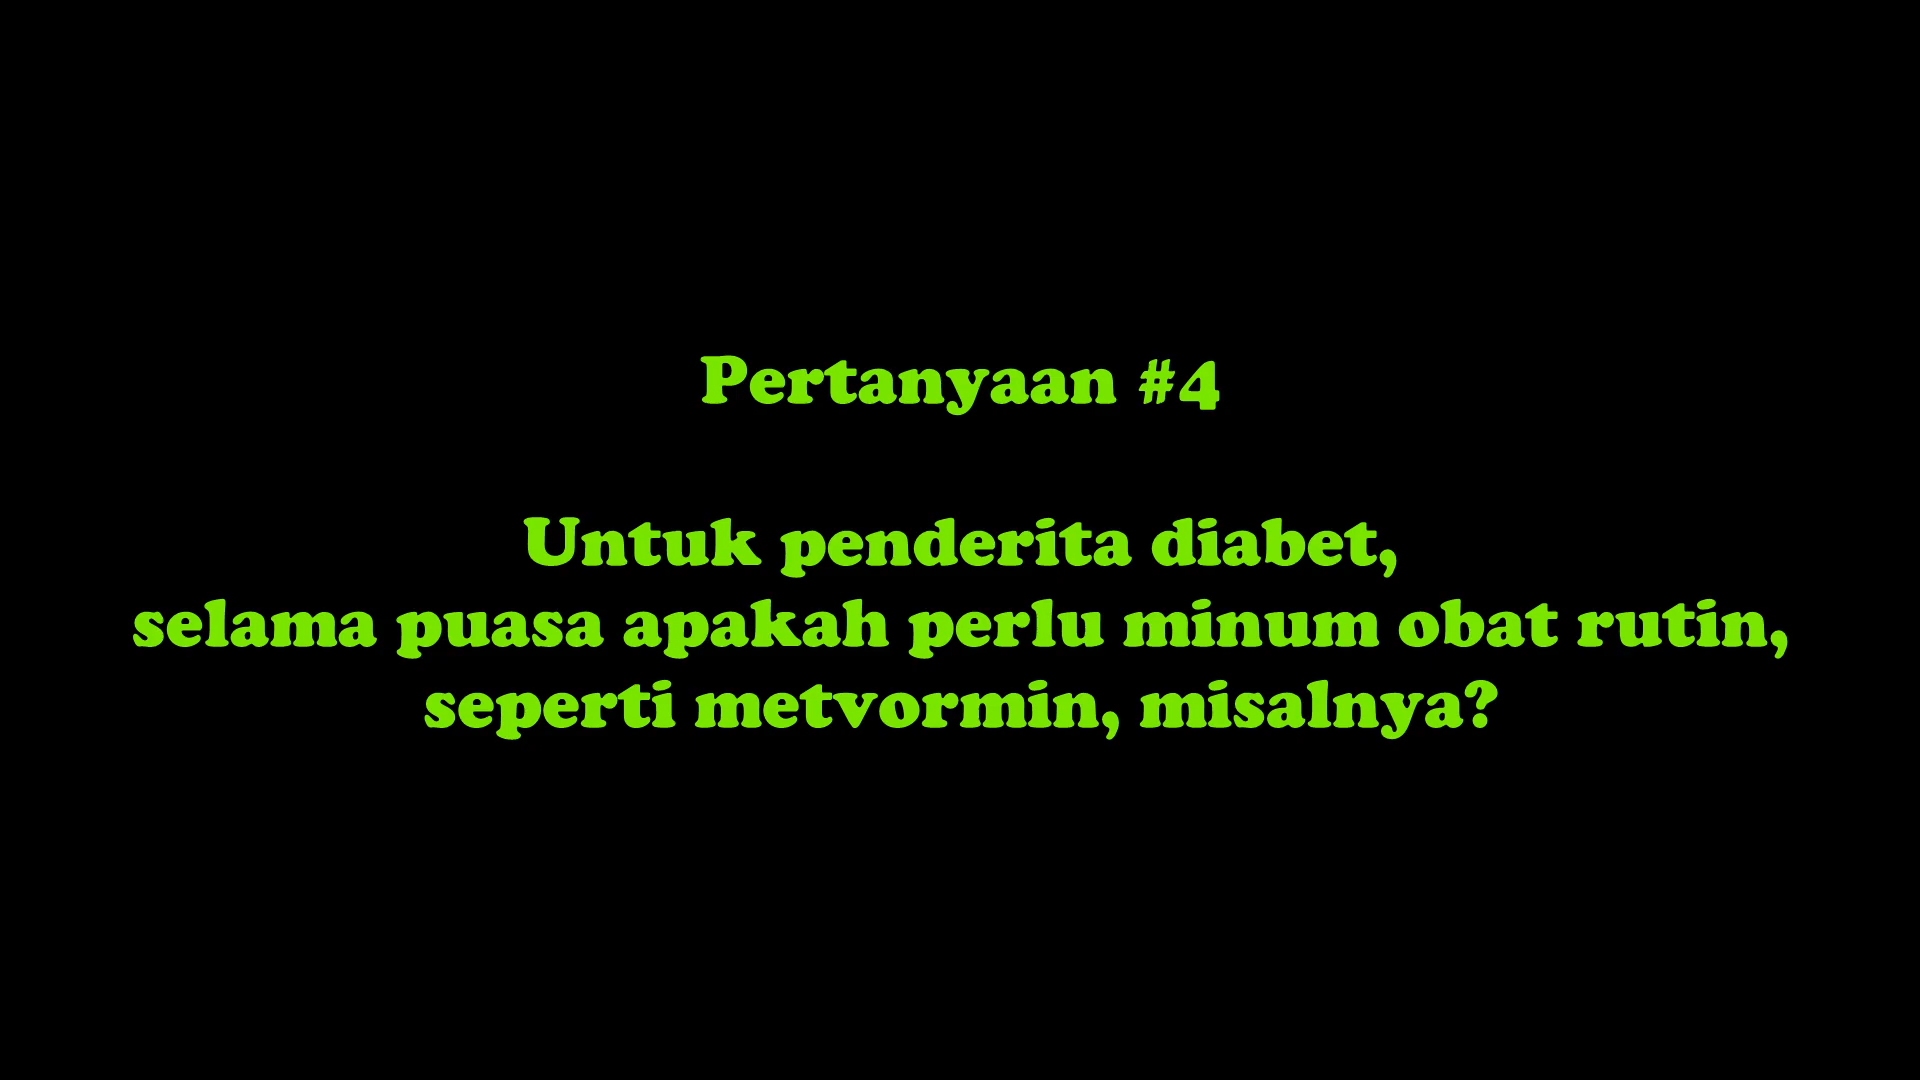 Pertanyaan #4
Untuk penderita diabet,
selama puasa apakah perlu minum obat rutin,
seperti metvormin, misalnya?